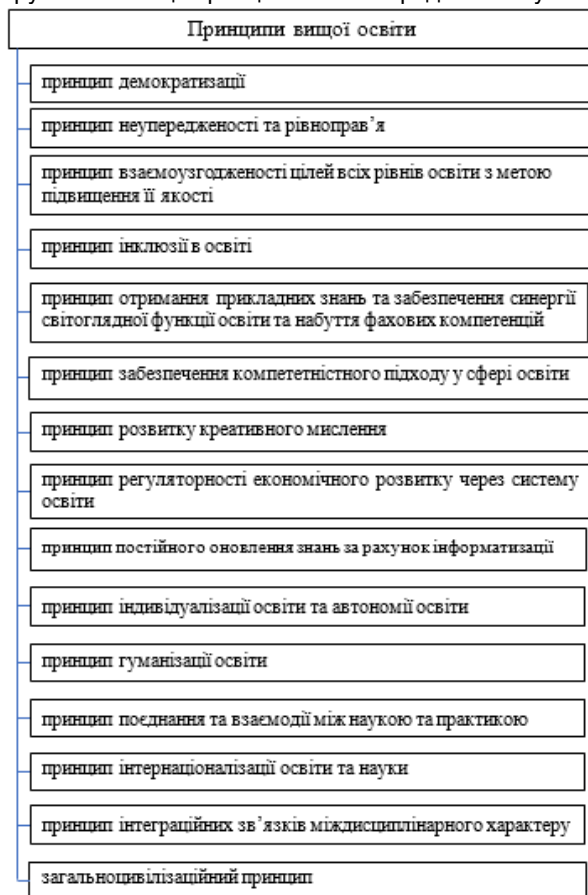 Принципи вищої освіти
принцип демократизації
принцип неупередженості та рівноправ’я
принцип взаємоузгодженості цілей всіх рівнів освіти з метою
підвищення її якості
принцип інклюзії в освіті
принцип отримання прикладних знань та забезпечення синергії
світоглядної функції освіти та набуття фахових компетенцій
принцип забезпечення компететністного підходу у сфері освіти
принцип розвитку креативного мислення
принцип регуляторності економічного розвитку через систему
освіти
принцип постійного оновлення знань за рахунок інформатизації
принцип індивідуалізації освіти та автономії освіти
принцип гуманізації освіти
принцип поєднання та взаємодії між наукою та практикою
принцип інтернаціоналізації освіти та науки
принцип інтеграційних зв’язків міждисциплінарного характеру
загальноцивілізаційний принцип